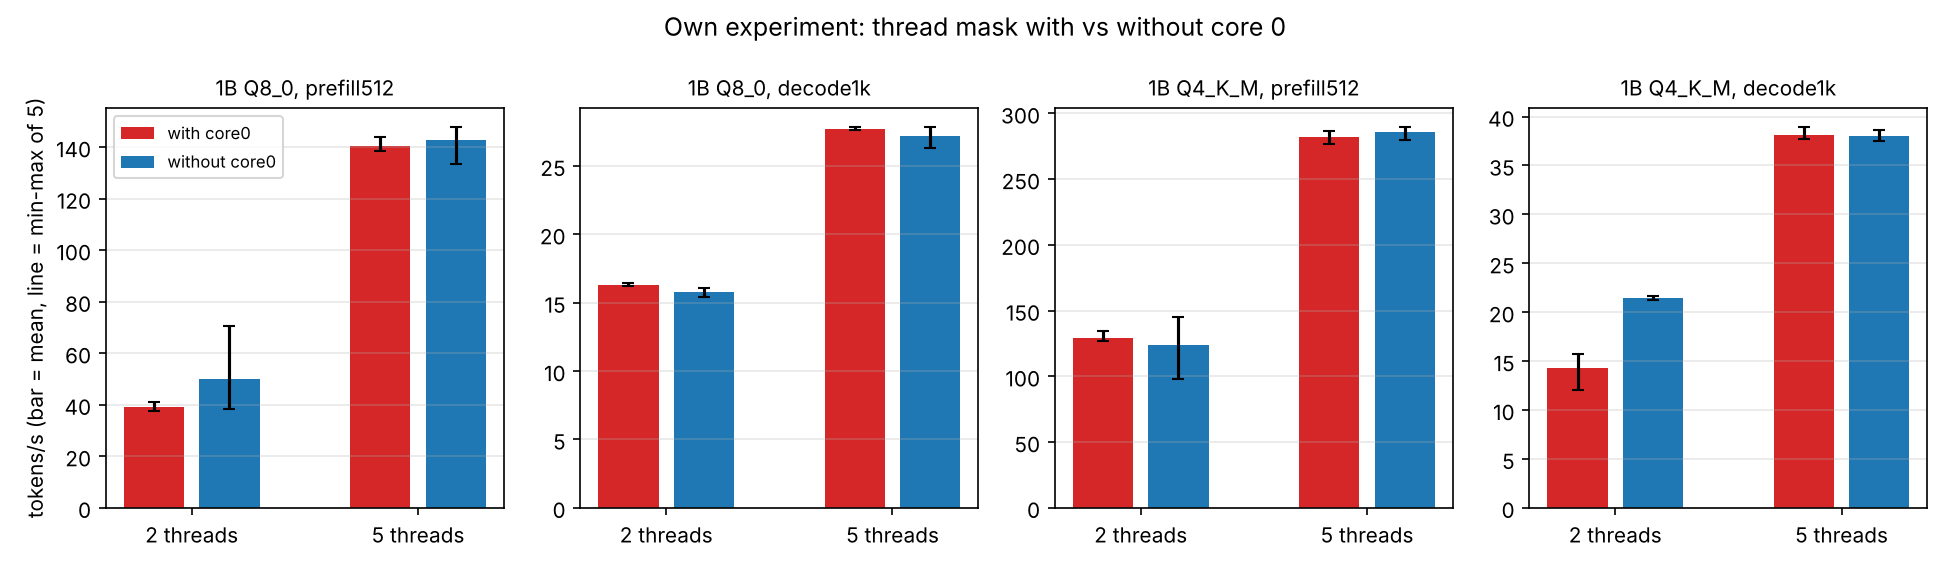 Own experiment: thread mask with vs without core 0
tokens/s (bar = mean, line = min-max of 5)
1B Q8_0, prefill512
with core0
without core0
140
120
100
80
60
40
20
0
2 threads
5 threads
1B Q8_0, decode1k
25
20
15
10
5
0
2 threads
5 threads
1B Q4_K_M, prefill512
300
250
200
150
100
50
0
2 threads
5 threads
1B Q4_K_M, decode1k
40
35
30
25
20
15
10
5
0
2 threads
5 threads